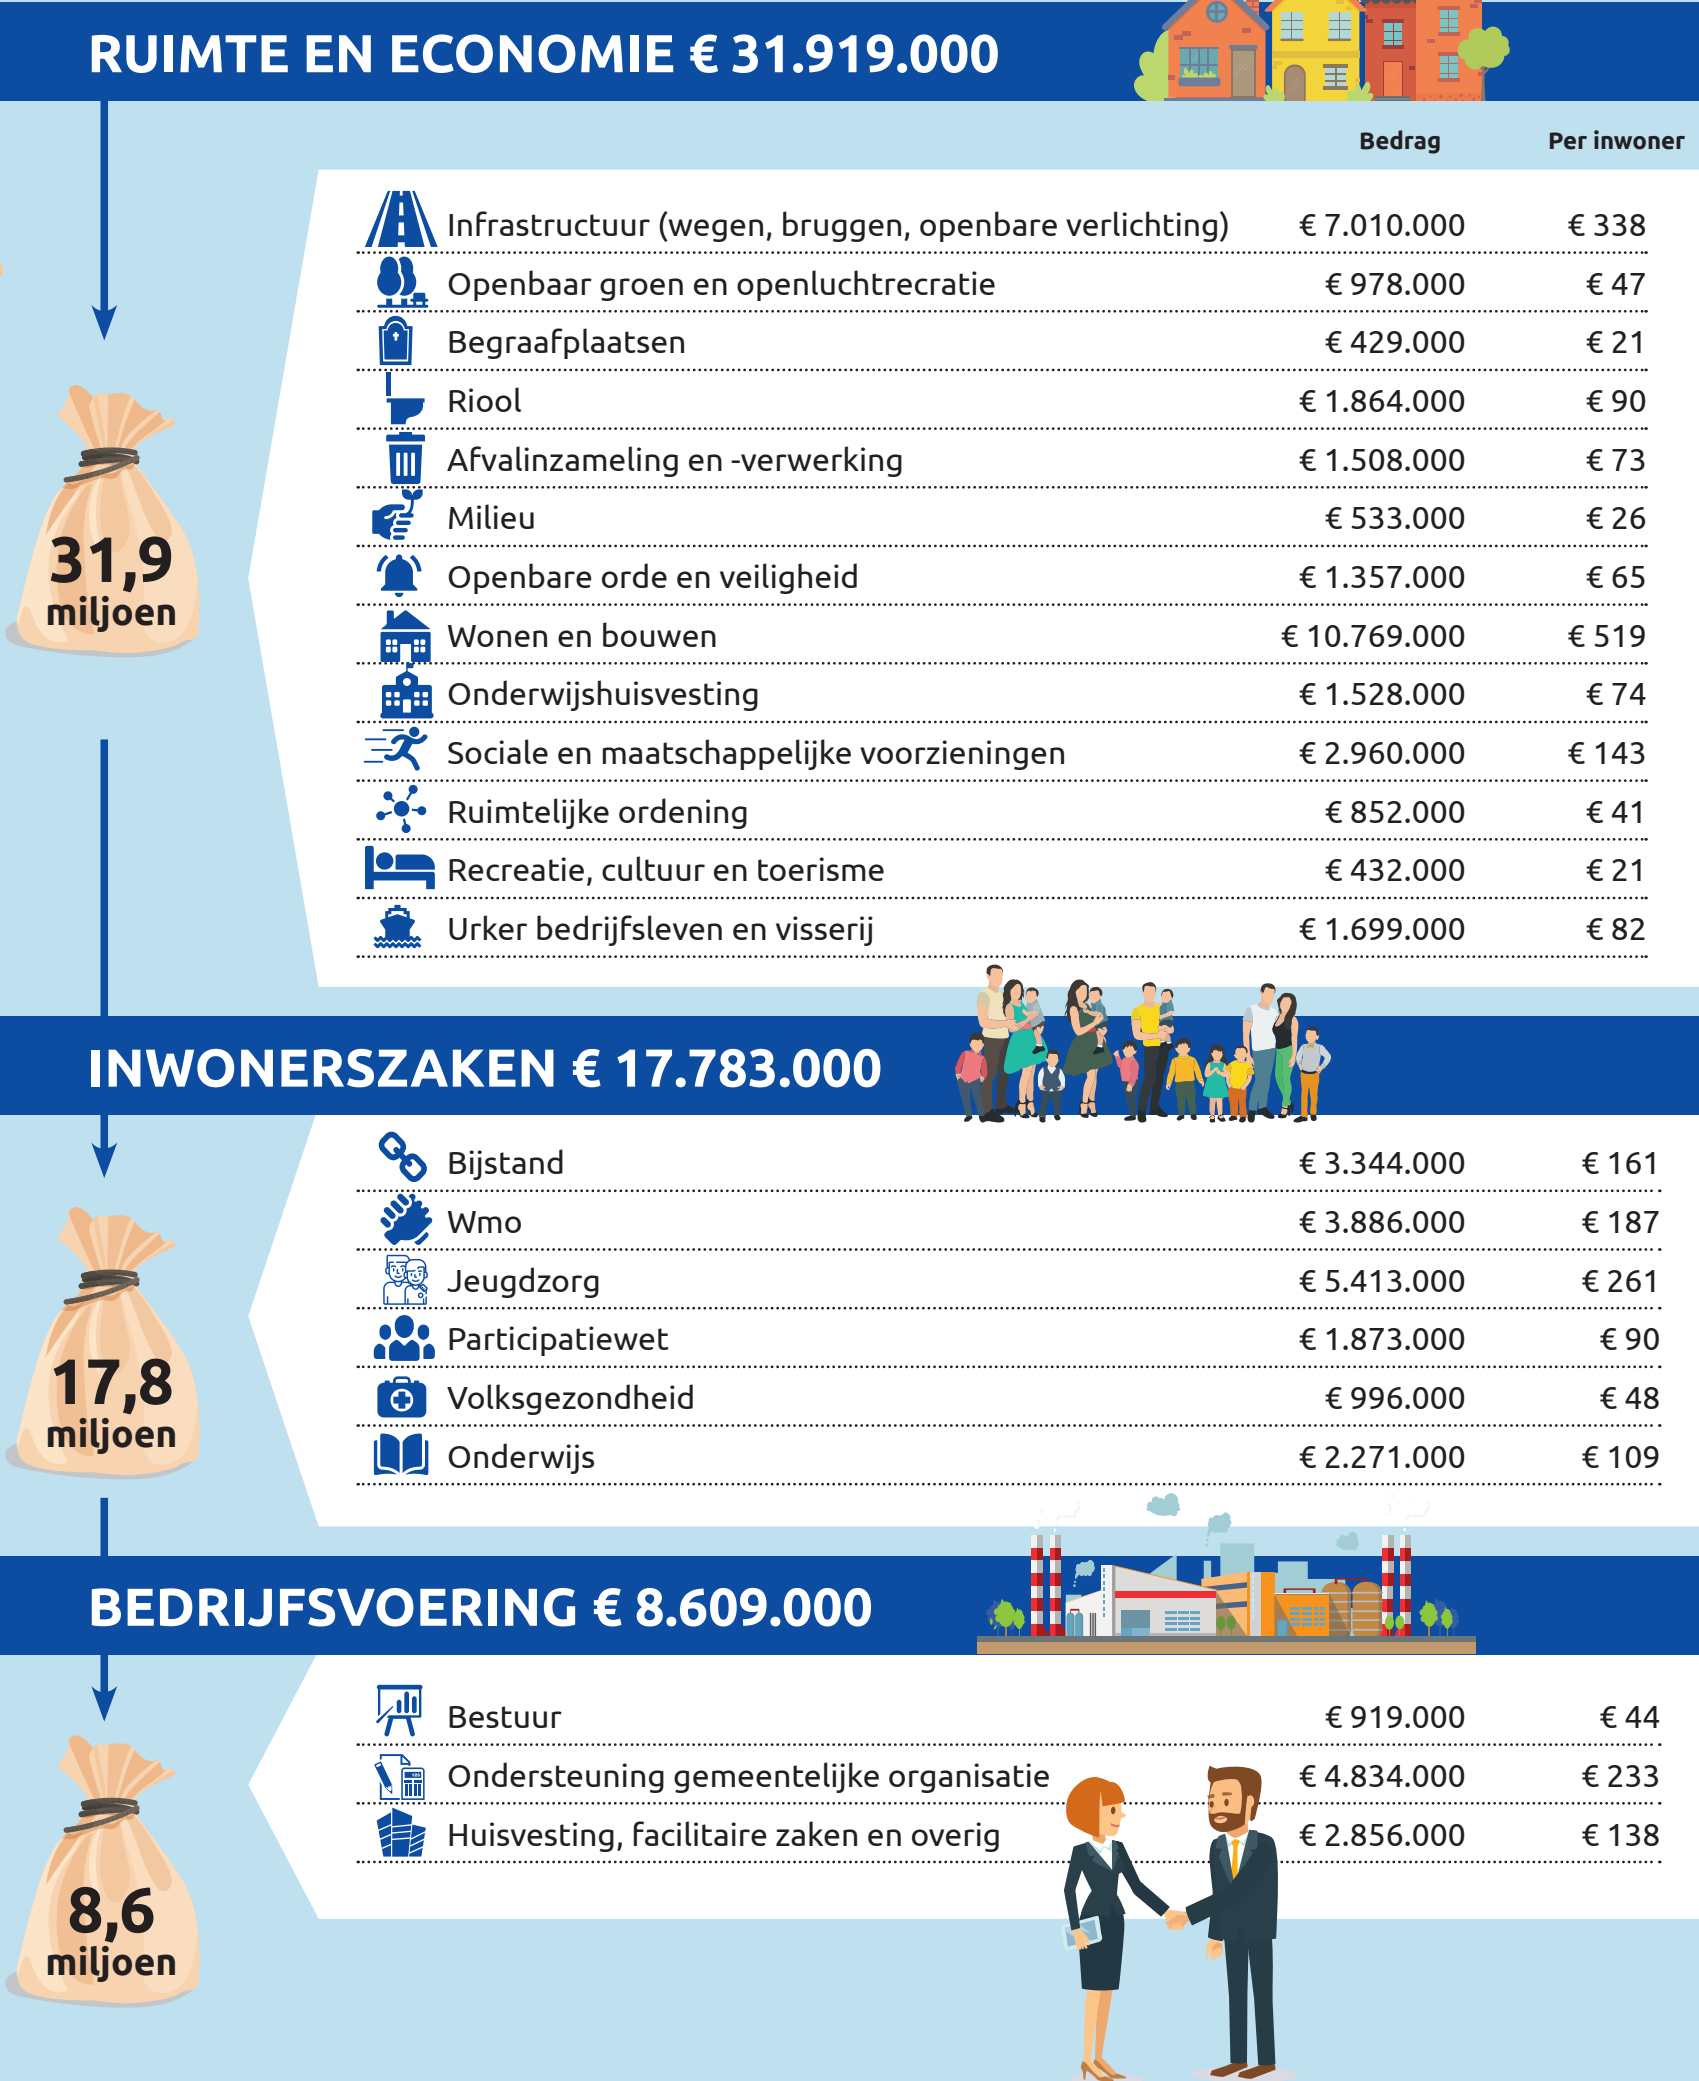 RUIMTE EN ECONOMIE € 31.919.000
Bedrag Per inwoner
Infrastructuur (wegen, bruggen, openbare verlichting) € 7.010.000 € 338
Openbaar groen en openluchtrecratie € 978.000 € 47
Begraafplaatsen € 429.000 € 21
Riool € 1.864.000 € 90
Afvalinzameling en -verwerking € 1.508.000 € 73
Milieu € 533.000 € 26
Openbare orde en veiligheid € 1.357.000 € 65
Wonen en bouwen € 10.769.000 € 519
Onderwijshuisvesting € 1.528.000 € 74
Sociale en maatschappelijke voorzieningen € 2.960.000 € 143
Ruimtelijke ordening € 852.000 € 41
Recreatie, cultuur en toerisme € 432.000 € 21
Urker bedrijfsleven en visserij € 1.699.000 € 82
31,9
miljoen
INWONERSZAKEN € 17.783.000
Bijstand € 3.344.000 € 161
Wmo € 3.886.000 € 187
Jeugdzorg € 5.413.000 € 261
Participatiewet € 1.873.000 € 90
Volksgezondheid € 996.000 € 48
Onderwijs € 2.271.000 € 109
17,8
miljoen
BEDRIJFSVOERING € 8.609.000
Bestuur € 919.000 € 44
Ondersteuning gemeentelijke organisatie € 4.834.000 € 233
Huisvesting, facilitaire zaken en overig € 2.856.000 € 138
8,6
miljoen